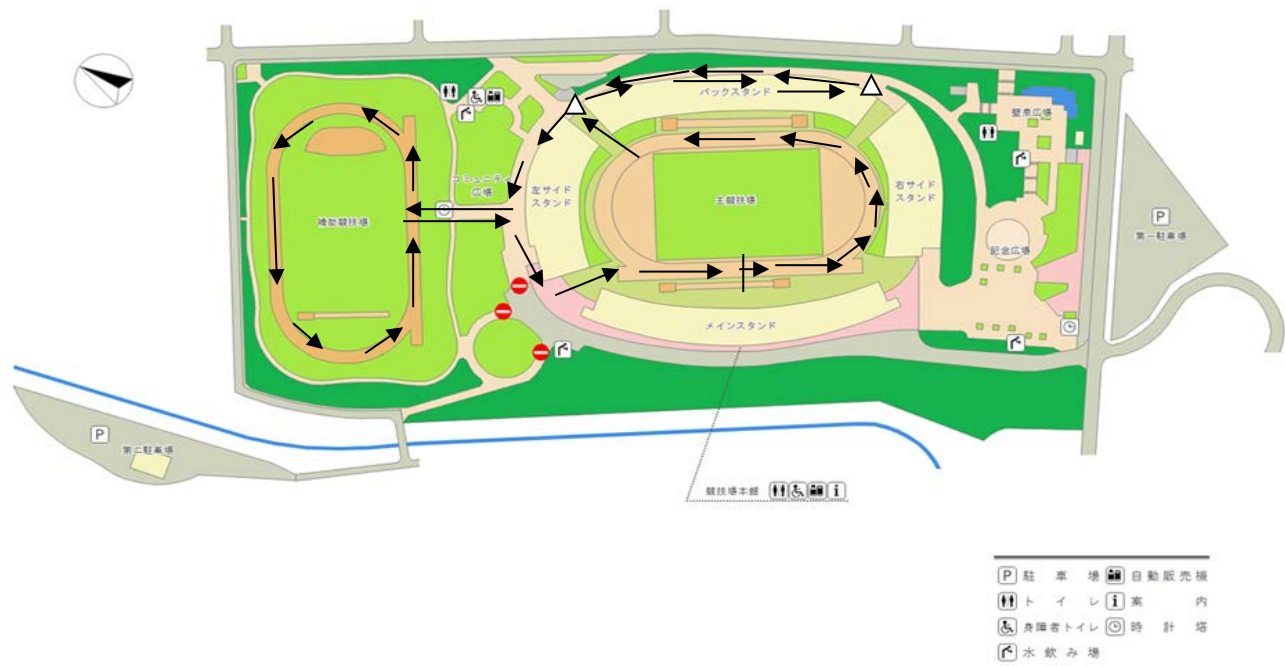 バックスタンド
壁泉広場
コミュニティ
広場
左サイド
スタンド
右サイド
スタンド
補助競技場
主競技場
P
第一駐車場
記念広場
メインスタンド
P
第二駐車場
競技場本館
i
P 駐車場 自動販売機
トイレ i 案内
身障者トイレ 時計塔
水飲み場